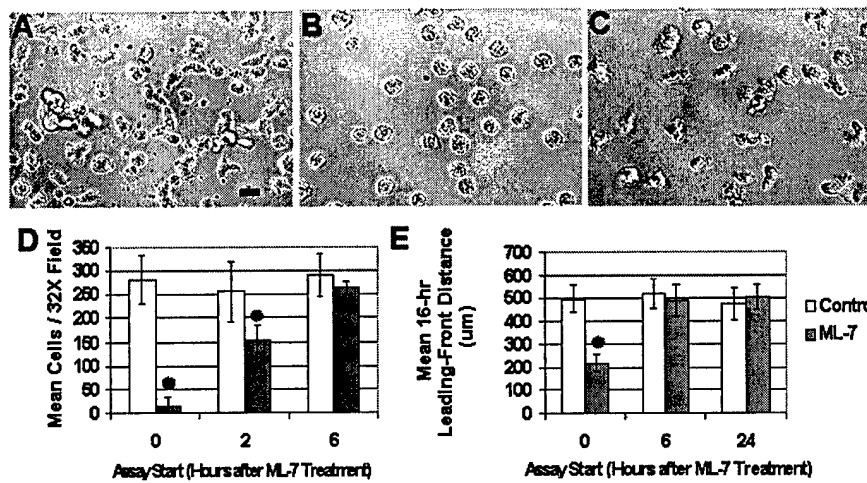 A
B
C
D
Mean Cells / 32X Field
350
300
250
200
150
100
50
0
0
2
6
Assay Start (Hours after ML-7 Treatment)
E
Mean 16-hr
Leading-Front Distance
(um)
700
600
500
400
300
200
100
0
0
6
24
Assay Start (Hours after ML-7 Treatment)
Contro
ML-7